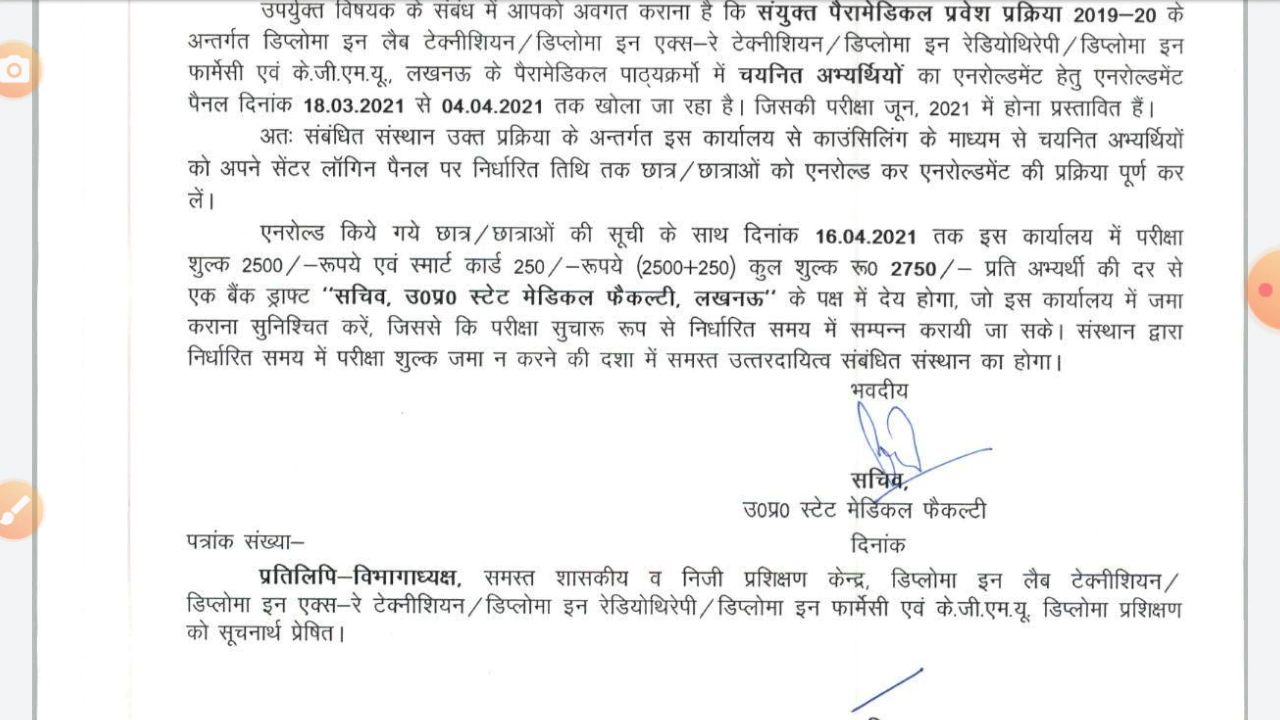 उपर्युक्त विषयक के संबंध में आपको अवगत कराना है कि संयुक्त पैरामेडिकल प्रवेश प्रक्रिया 2019–20 के
अन्तर्गत डिप्लोमा इन लैब टेक्नीशियन/डिप्लोमा इन एक्स–रे टेक्नीशियन/डिप्लोमा इन रेडियोथिरेपी/डिप्लोमा इन
फार्मेसी एवं के.जी.एम.यू., लखनऊ के पैरामेडिकल पाठ्यक्रर्मो में चयनित अभ्यर्थियों का एनरोल्डमेंट हेतु एनरोल्डमेंट
पैनल दिनांक 18.03.2021 से 04.04.2021 तक खोला जा रहा है। जिसकी परीक्षा जून, 2021 में होना प्रस्तावित हैं।
अतः संबंधित संस्थान उक्त प्रक्रिया के अन्तर्गत इस कार्यालय से काउंसिलिंग के माध्यम से चयनित अभ्यर्थियों
को अपने सेंटर लॉगिन पैनल पर निर्धारित तिथि तक छात्र/छात्राओं को एनरोल्ड कर एनरोल्डमेंट की प्रक्रिया पूर्ण कर
लें।
एनरोल्ड किये गये छात्र/छात्राओं की सूची के साथ दिनांक 16.04.2021 तक इस कार्यालय में परीक्षा
शुल्क 2500/–रूपये एवं स्मार्ट कार्ड 250/–रूपये (2500+250) कुल शुल्क रू0 2750/– प्रति अभ्यर्थी की दर से
एक बैंक ड्राफ्ट "सचिव, उ0प्र0 स्टेट मेडिकल फैकल्टी, लखनऊ" के पक्ष में देय होगा, जो इस कार्यालय में जमा
कराना सुनिश्चित करें, जिससे कि परीक्षा सुचारू रूप से निर्धारित समय में सम्पन्न करायी जा सके। संस्थान द्वारा
निर्धारित समय में परीक्षा शुल्क जमा न करने की दशा में समस्त उत्तरदायित्व संबंधित संस्थान का होगा।
भवदीय
सचिव,
उ0प्र0 स्टेट मेडिकल फैकल्टी
पत्रांक संख्या– दिनांक
प्रतिलिपि–विभागाध्यक्ष, समस्त शासकीय व निजी प्रशिक्षण केन्द्र, डिप्लोमा इन लैब टेक्नीशियन/
डिप्लोमा इन एक्स–रे टेक्नीशियन/डिप्लोमा इन रेडियोथिरेपी/डिप्लोमा इन फार्मेसी एवं के.जी.एम.यू. डिप्लोमा प्रशिक्षण
को सूचनार्थ प्रेषित।